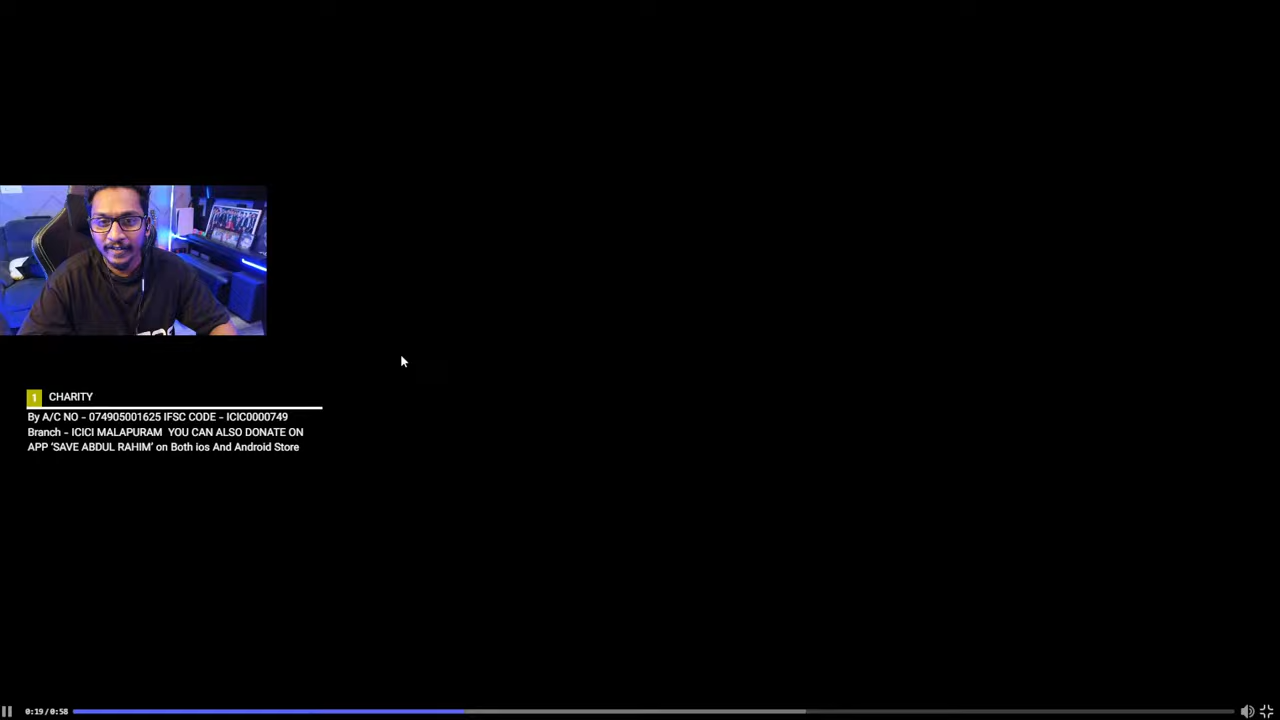 1 CHARITY
By A/C NO - 074905001625 IFSC CODE - ICIC0000749
Branch - ICICI MALAPURAM YOU CAN ALSO DONATE ON
APP ‘SAVE ABDUL RAHIM’ on Both ios And Android Store
0:19/0:58